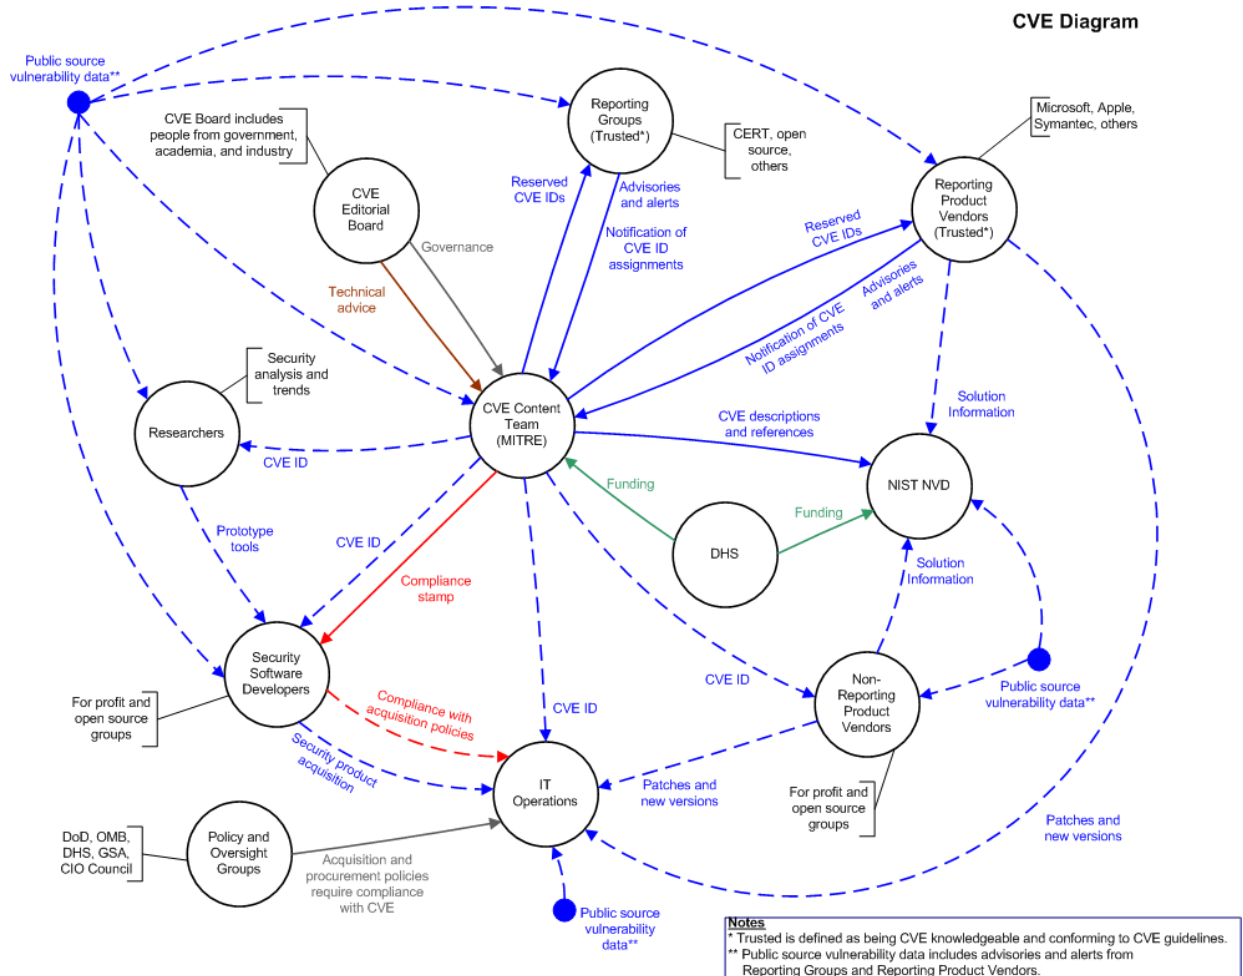 CVE Diagram
Public source
vulnerability data**
CVE Board includes
people from government,
academia, and industry
Reporting
Groups
(Trusted*)
CERT, open
source,
others
Microsoft, Apple,
Symantec, others
Reporting
Product
Vendors
(Trusted*)
CVE
Editorial
Board
Reserved
CVE IDs
Advisories
and alerts
Notification of
CVE ID
assignments
Governance
Technical
advice
Reserved
CVE IDs
Advisories
and alerts
Notification of CVE
ID assignments
Security
analysis and
trends
Researchers
CVE ID
CVE Content
Team
(MITRE)
CVE descriptions
and references
Solution
Information
NIST NVD
Funding
Funding
DHS
Prototype
tools
CVE ID
Compliance
stamp
Solution
Information
Security
Software
Developers
For profit and
open source
groups
Compliance with
acquisition policies
Security product
acquisition
CVE ID
CVE ID
Non-
Reporting
Product
Vendors
Public source
vulnerability data**
IT
Operations
Patches and
new versions
For profit and
open source
groups
Patches and
new versions
DoD, OMB,
DHS, GSA,
CIO Council
Policy and
Oversight
Groups
Acquisition and
procurement policies
require compliance
with CVE
Public source
vulnerability
data**
Notes
* Trusted is defined as being CVE knowledgeable and conforming to CVE guidelines.
** Public source vulnerability data includes advisories and alerts from
Reporting Groups and Reporting Product Vendors.